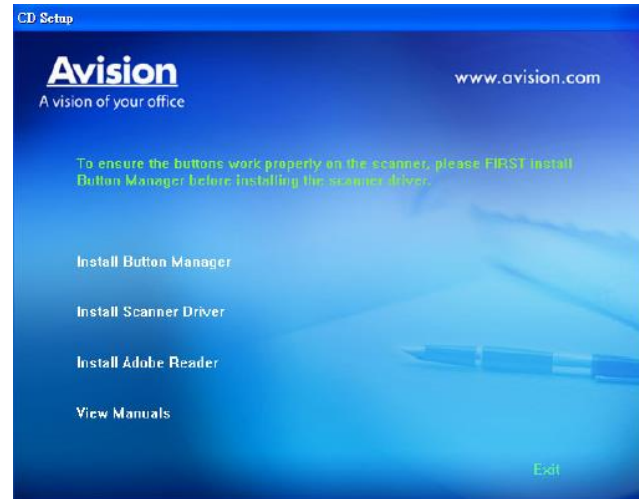 CD Setup
Avision
www.avision.com
A vision of your office
To ensure the buttons work properly on the scanner, please FIRST install
Button Manager before installing the scanner driver.
Install Button Manager
Install Scanner Driver
Install Adobe Reader
View Manuals
Exit